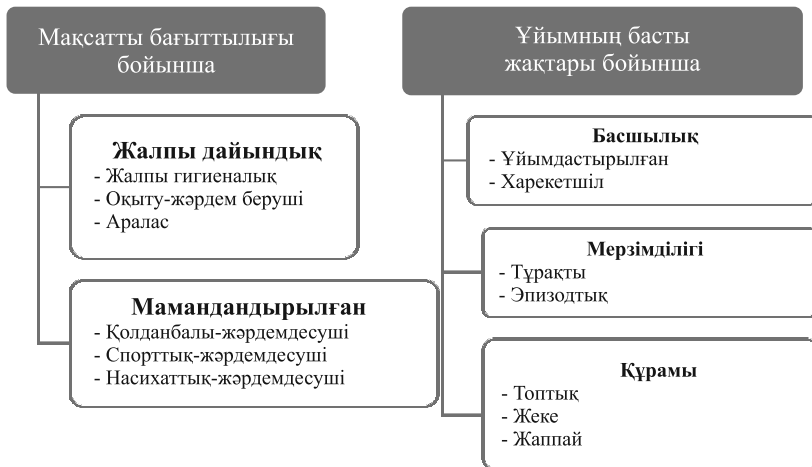 Мақсатты бағыттылығы
бойынша
Жалпы дайындық
- Жалпы гигиеналық
- Оқыту-жәрдем беруші
- Аралас
Мамандандырылған
- Қолданбалы-жәрдемдесуші
- Спорттық-жәрдемдесуші
- Насихаттық-жәрдемдесуші
Ұйымның басты
жақтары бойынша
Басшылық
- Ұйымдастырылған
- Харекетшіл
Мерзімділігі
- Тұрақты
- Эпизодтық
Құрамы
- Топтық
- Жеке
- Жаппай